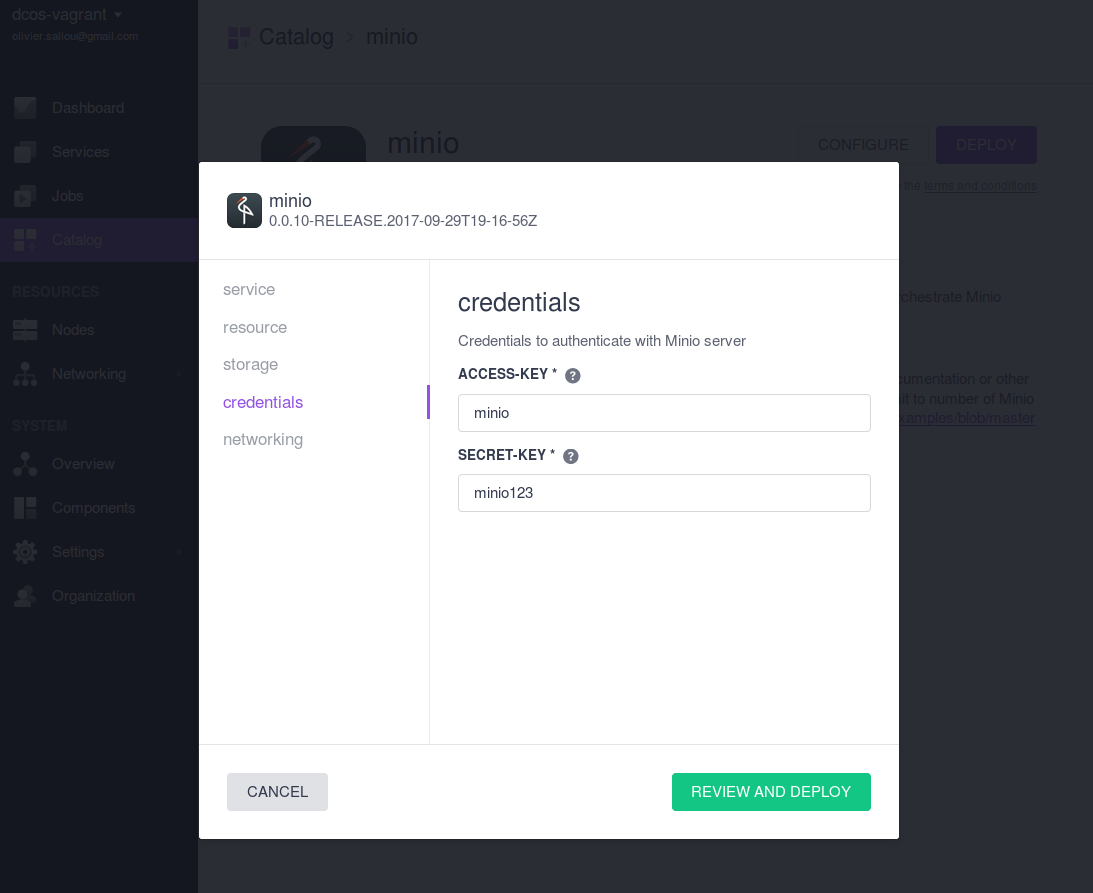 dcos-vagrant
olivier.sallou@gmail.com
Catalog > minio
Dashboard
Services
Jobs
Catalog
RESOURCES
Nodes
Networking
SYSTEM
Overview
Components
Settings
Organization
minio
CONFIGURE
DEPLOY
the terms and conditions
chestrate Minio
cumentation or other
it to number of Minio
xamples/blob/master
minio
0.0.10-RELEASE.2017-09-29T19-16-56Z
service
resource
storage
credentials
networking
credentials
Credentials to authenticate with Minio server
ACCESS-KEY * ?
minio
SECRET-KEY * ?
minio123
CANCEL
REVIEW AND DEPLOY